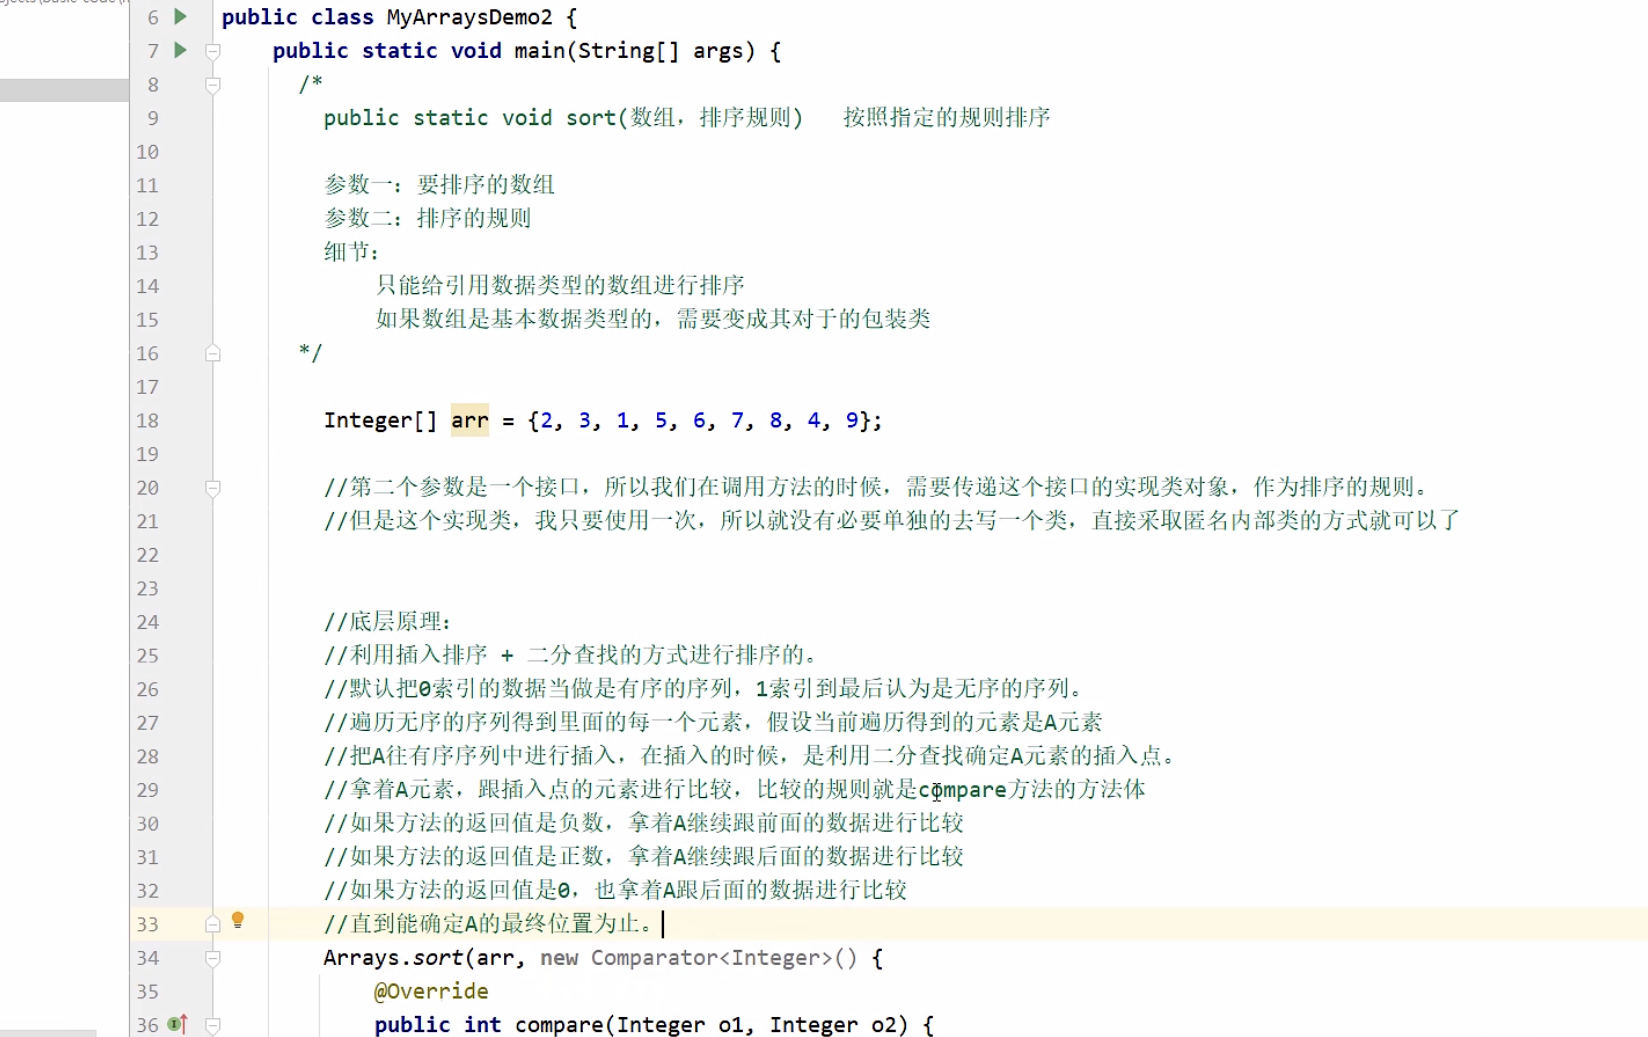 6 public class MyArraysDemo2 {
7 public static void main(String[] args) {
8 /*
9 public static void sort(数组，排序规则) 按照指定的规则排序
10
11 参数一：要排序的数组
12 参数二：排序的规则
13 细节：
14 只能给引用数据类型的数组进行排序
15 如果数组是基本数据类型的，需要变成其对于的包装类
16 */
17
18 Integer[] arr = {2, 3, 1, 5, 6, 7, 8, 4, 9};
19
20 //第二个参数是一个接口，所以我们在调用方法的时候，需要传递这个接口的实现类对象，作为排序的规则。
21 //但是这个实现类，我只要使用一次，所以就没有必要单独的去写一个类，直接采取匿名内部类的方式就可以了
22
23
24 //底层原理：
25 //利用插入排序 + 二分查找的方式进行排序的。
26 //默认把0索引的数据当做是有序的序列，1索引到最后认为是无序的序列。
27 //遍历无序的序列得到里面的每一个元素，假设当前遍历得到的元素是A元素
28 //把A往有序序列中进行插入，在插入的时候，是利用二分查找确定A元素的插入点。
29 //拿着A元素，跟插入点的元素进行比较，比较的规则就是compare方法的方法体
30 //如果方法的返回值是负数，拿着A继续跟前面的数据进行比较
31 //如果方法的返回值是正数，拿着A继续跟后面的数据进行比较
32 //如果方法的返回值是0，也拿着A跟后面的数据进行比较
33 //直到能确定A的最终位置为止。
34 Arrays.sort(arr, new Comparator<Integer>() {
35 @Override
36 public int compare(Integer o1, Integer o2) {